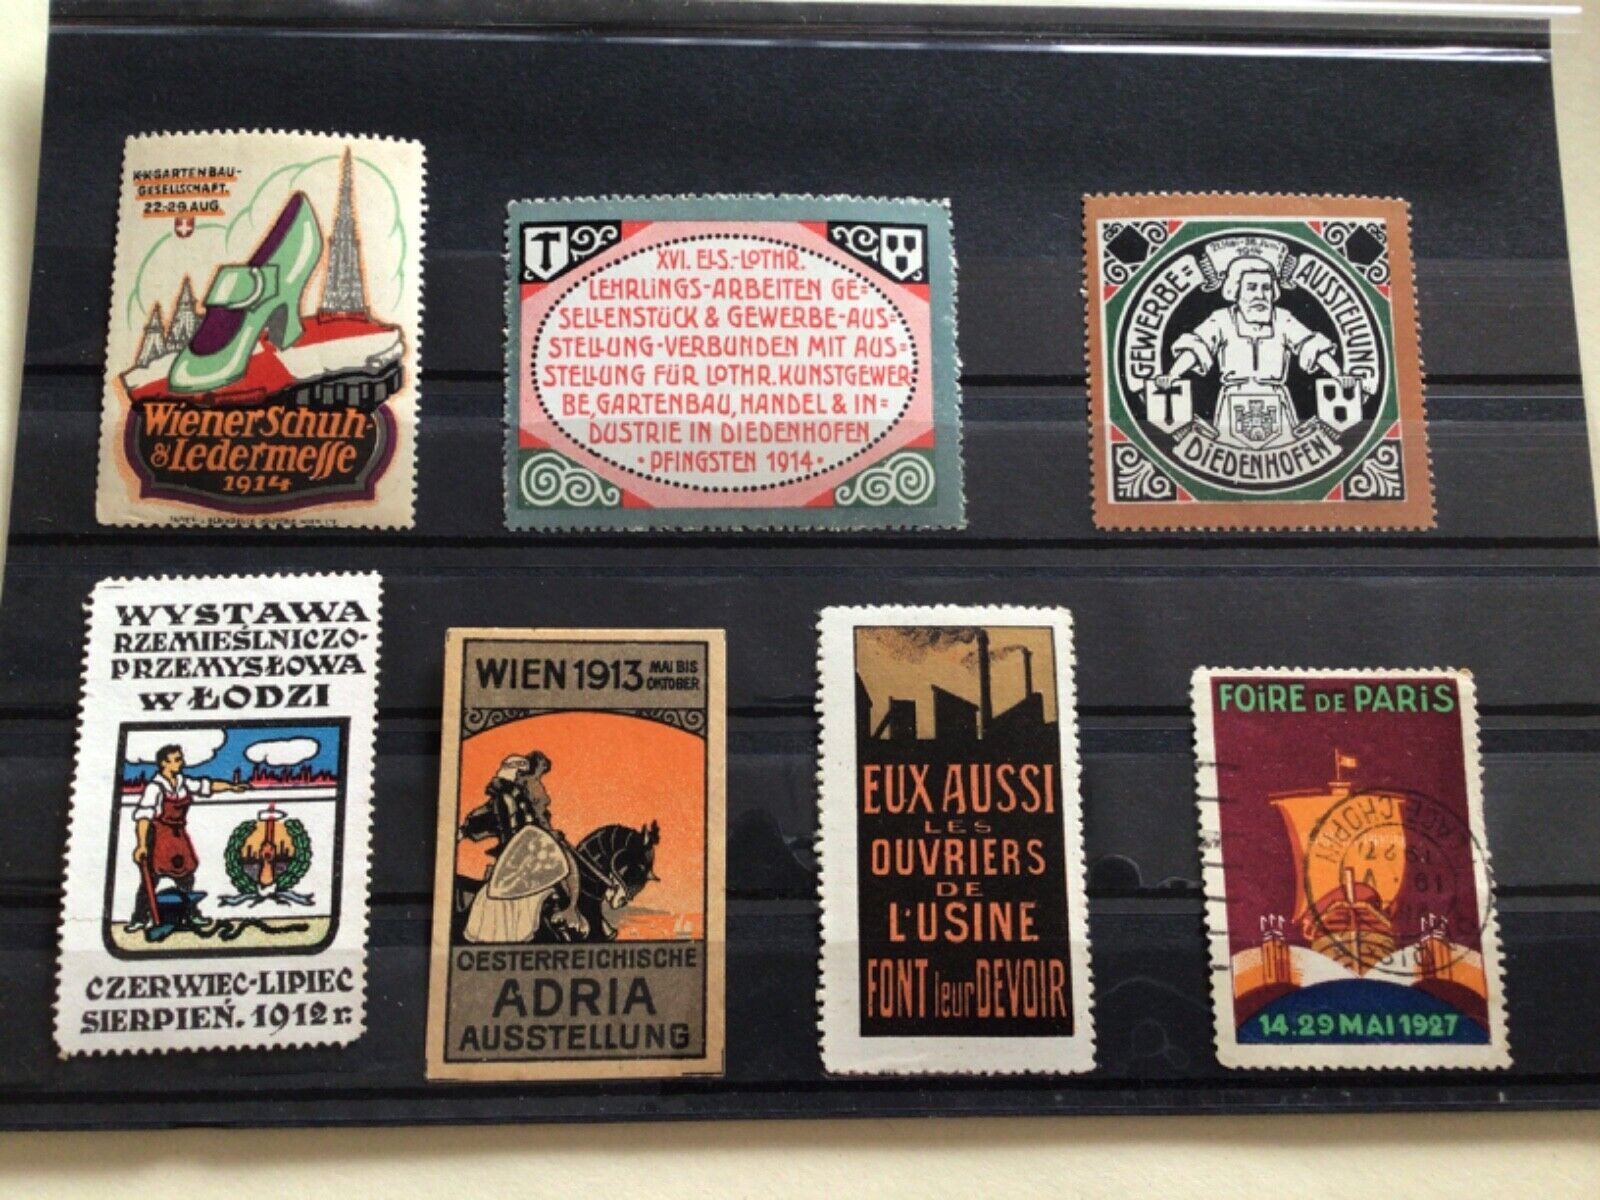 K.K.GARTENBAU-
GESELLSCHAFT.
22.-29.AUG.
Wiener Schuh-
& Ledermesse
1914
XVI. ELS.-LOTHR.
LEHRLINGS-ARBEITEN GE=
SELLENSTÜCK & GEWERBE-AUS=
STELLUNG-VERBUNDEN MIT AUS=
STELLUNG FÜR LOTHR. KUNSTGEWER
BE, GARTENBAU, HANDEL & IN=
DUSTRIE IN DIEDENHOFEN
• PFINGSTEN 1914 •
GEWERBE=
AUSSTELLUNG
DIEDENHOFEN
WYSTAWA
RZEMIEŚLNICZO-
PRZEMYSŁOWA
W ŁODZI
CZERWIEC-LIPIEC
SIERPIEŃ. 1912 r.
WIEN 1913 MAI BIS
OKTOBER
OESTERREICHISCHE
ADRIA
AUSSTELLUNG
EUX AUSSI
LES
OUVRIERS
DE
L'USINE
FONT leur DEVOIR
FOiRE DE PARiS
14.29 MAI 1927